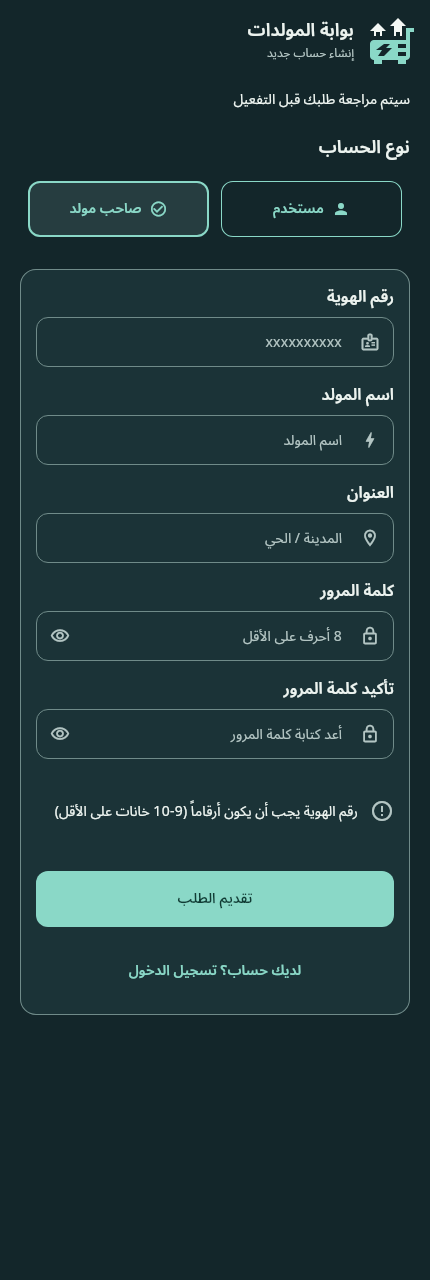 بوابة المولدات
إنشاء حساب جديد
سيتم مراجعة طلبك قبل التفعيل
نوع الحساب
مستخدم
صاحب مولد
رقم الهوية
xxxxxxxxxx
اسم المولد
اسم المولد
العنوان
المدينة / الحي
كلمة المرور
8 أحرف على الأقل
تأكيد كلمة المرور
أعد كتابة كلمة المرور
رقم الهوية يجب أن يكون أرقاماً (9-10 خانات على الأقل)
تقديم الطلب
لديك حساب؟ تسجيل الدخول